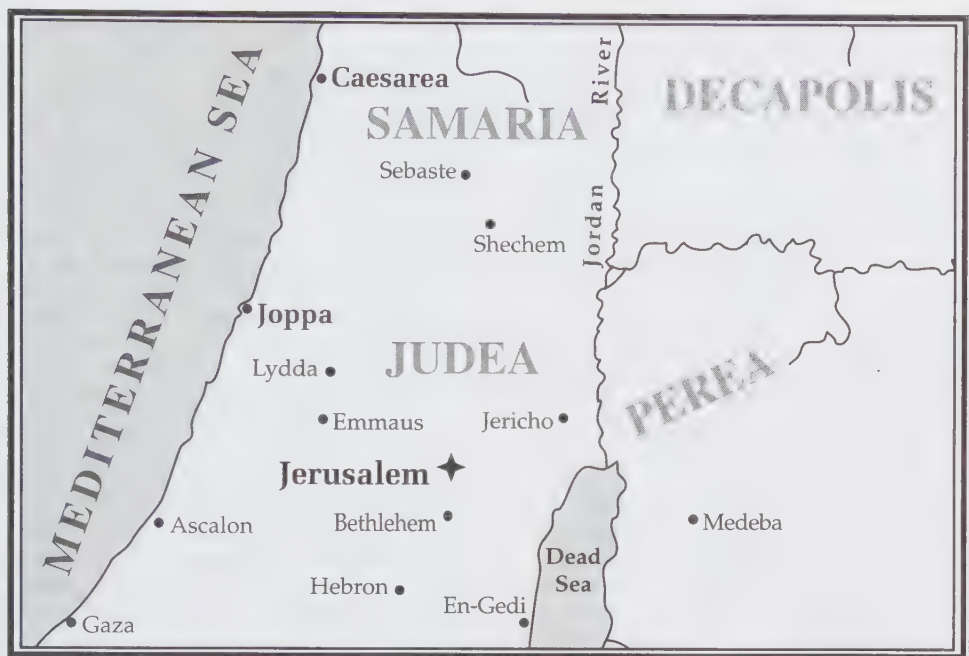 MEDITERRANEAN SEA
Caesarea
SAMARIA
Jordan River
DECAPOLIS
Sebaste
Shechem
Joppa
JUDEA
Lydda
PEREA
Emmaus
Jericho
Jerusalem
Ascalon
Bethlehem
Medeba
Dead
Sea
Hebron
En-Gedi
Gaza